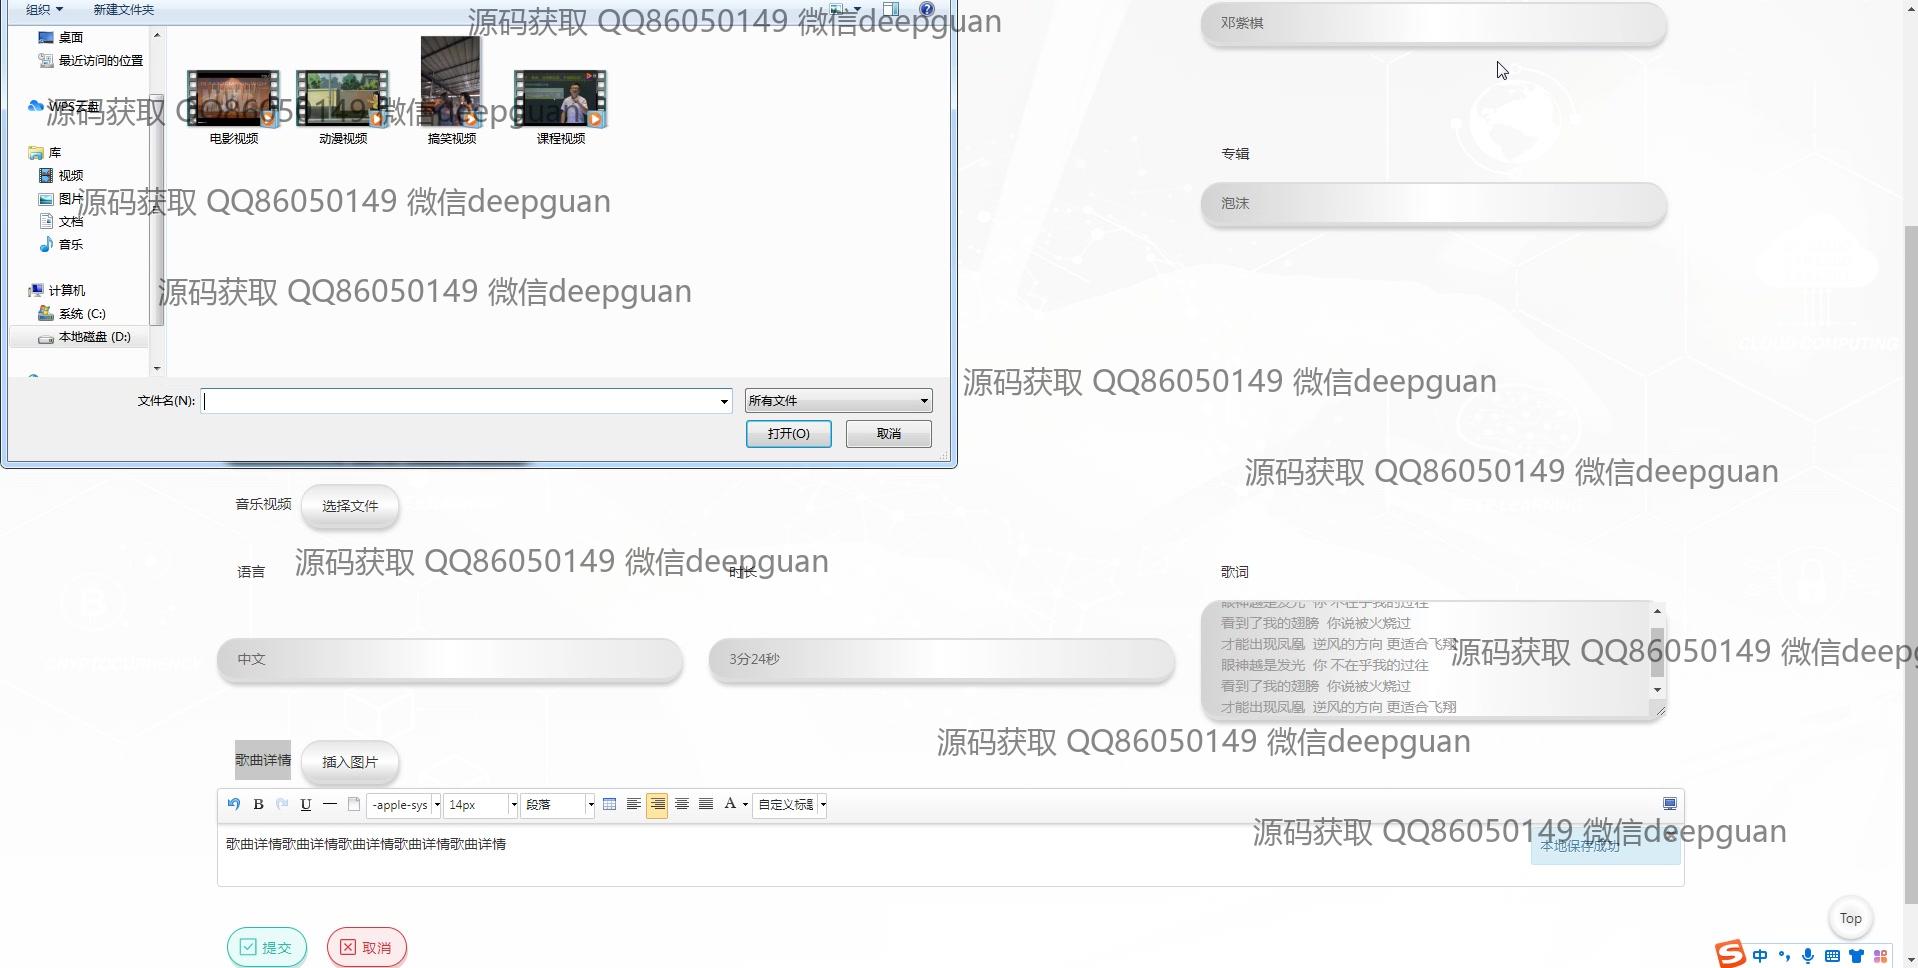 组织 新建文件夹
源码获取 QQ86050149 微信deepguan
邓紫棋
桌面
最近访问的位置
WPS云盘
源码获取 QQ86050149 微信deepguan
电影视频 动漫视频 搞笑视频 课程视频
库
专辑
视频
图片
源码获取 QQ86050149 微信deepguan
泡沫
文档
音乐
计算机
源码获取 QQ86050149 微信deepguan
系统 (C:)
本地磁盘 (D:)
CLOUD COMPUTING
源码获取 QQ86050149 微信deepguan
文件名(N): 所有文件
打开(O) 取消
源码获取 QQ86050149 微信deepguan
音乐视频 选择文件
源码获取 QQ86050149 微信deepguan
语言 时长 歌词
眼神越是发光 你 不在乎我的过往
看到了我的翅膀 你说被火烧过
才能出现凤凰 逆风的方向 更适合飞翔
源码获取 QQ86050149 微信deep
中文 3分24秒
眼神越是发光 你 不在乎我的过往
CRYPTOCURRENCY
看到了我的翅膀 你说被火烧过
才能出现凤凰 逆风的方向 更适合飞翔
源码获取 QQ86050149 微信deepguan
歌曲详情 插入图片
B U -apple-sys 14px 段落 A 自定义标题
源码获取 QQ86050149 微信deepguan
歌曲详情歌曲详情歌曲详情歌曲详情歌曲详情
本地保存成功
Top
提交 取消
中